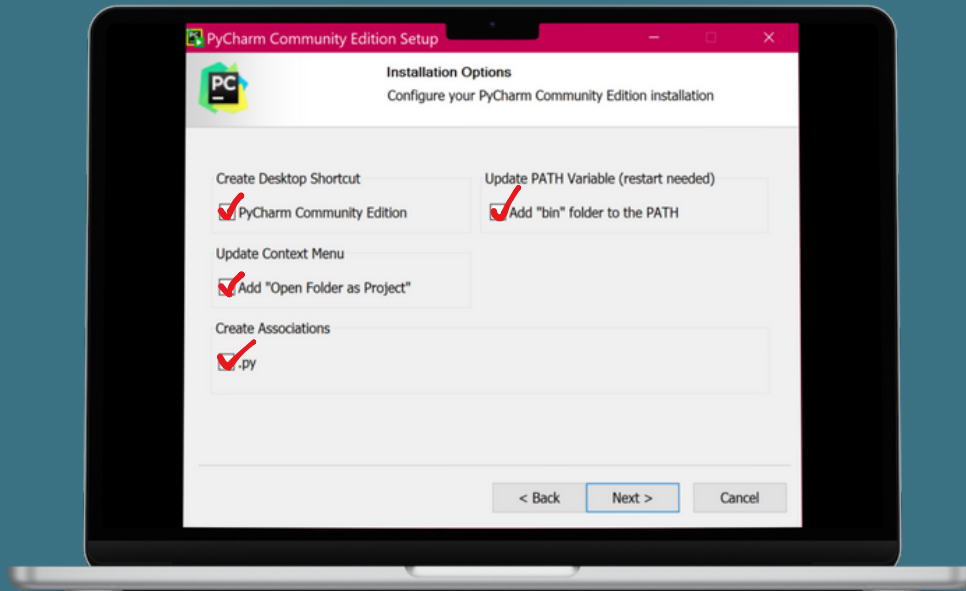 PyCharm Community Edition Setup
PC
Installation Options
Configure your PyCharm Community Edition installation
Create Desktop Shortcut
PyCharm Community Edition
Update PATH Variable (restart needed)
Add "bin" folder to the PATH
Update Context Menu
Add "Open Folder as Project"
Create Associations
.py
< Back
Next >
Cancel